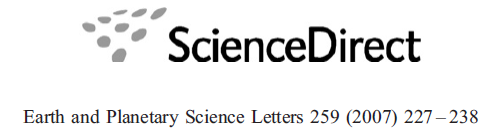 ScienceDirect
Earth and Planetary Science Letters 259 (2007) 227–238